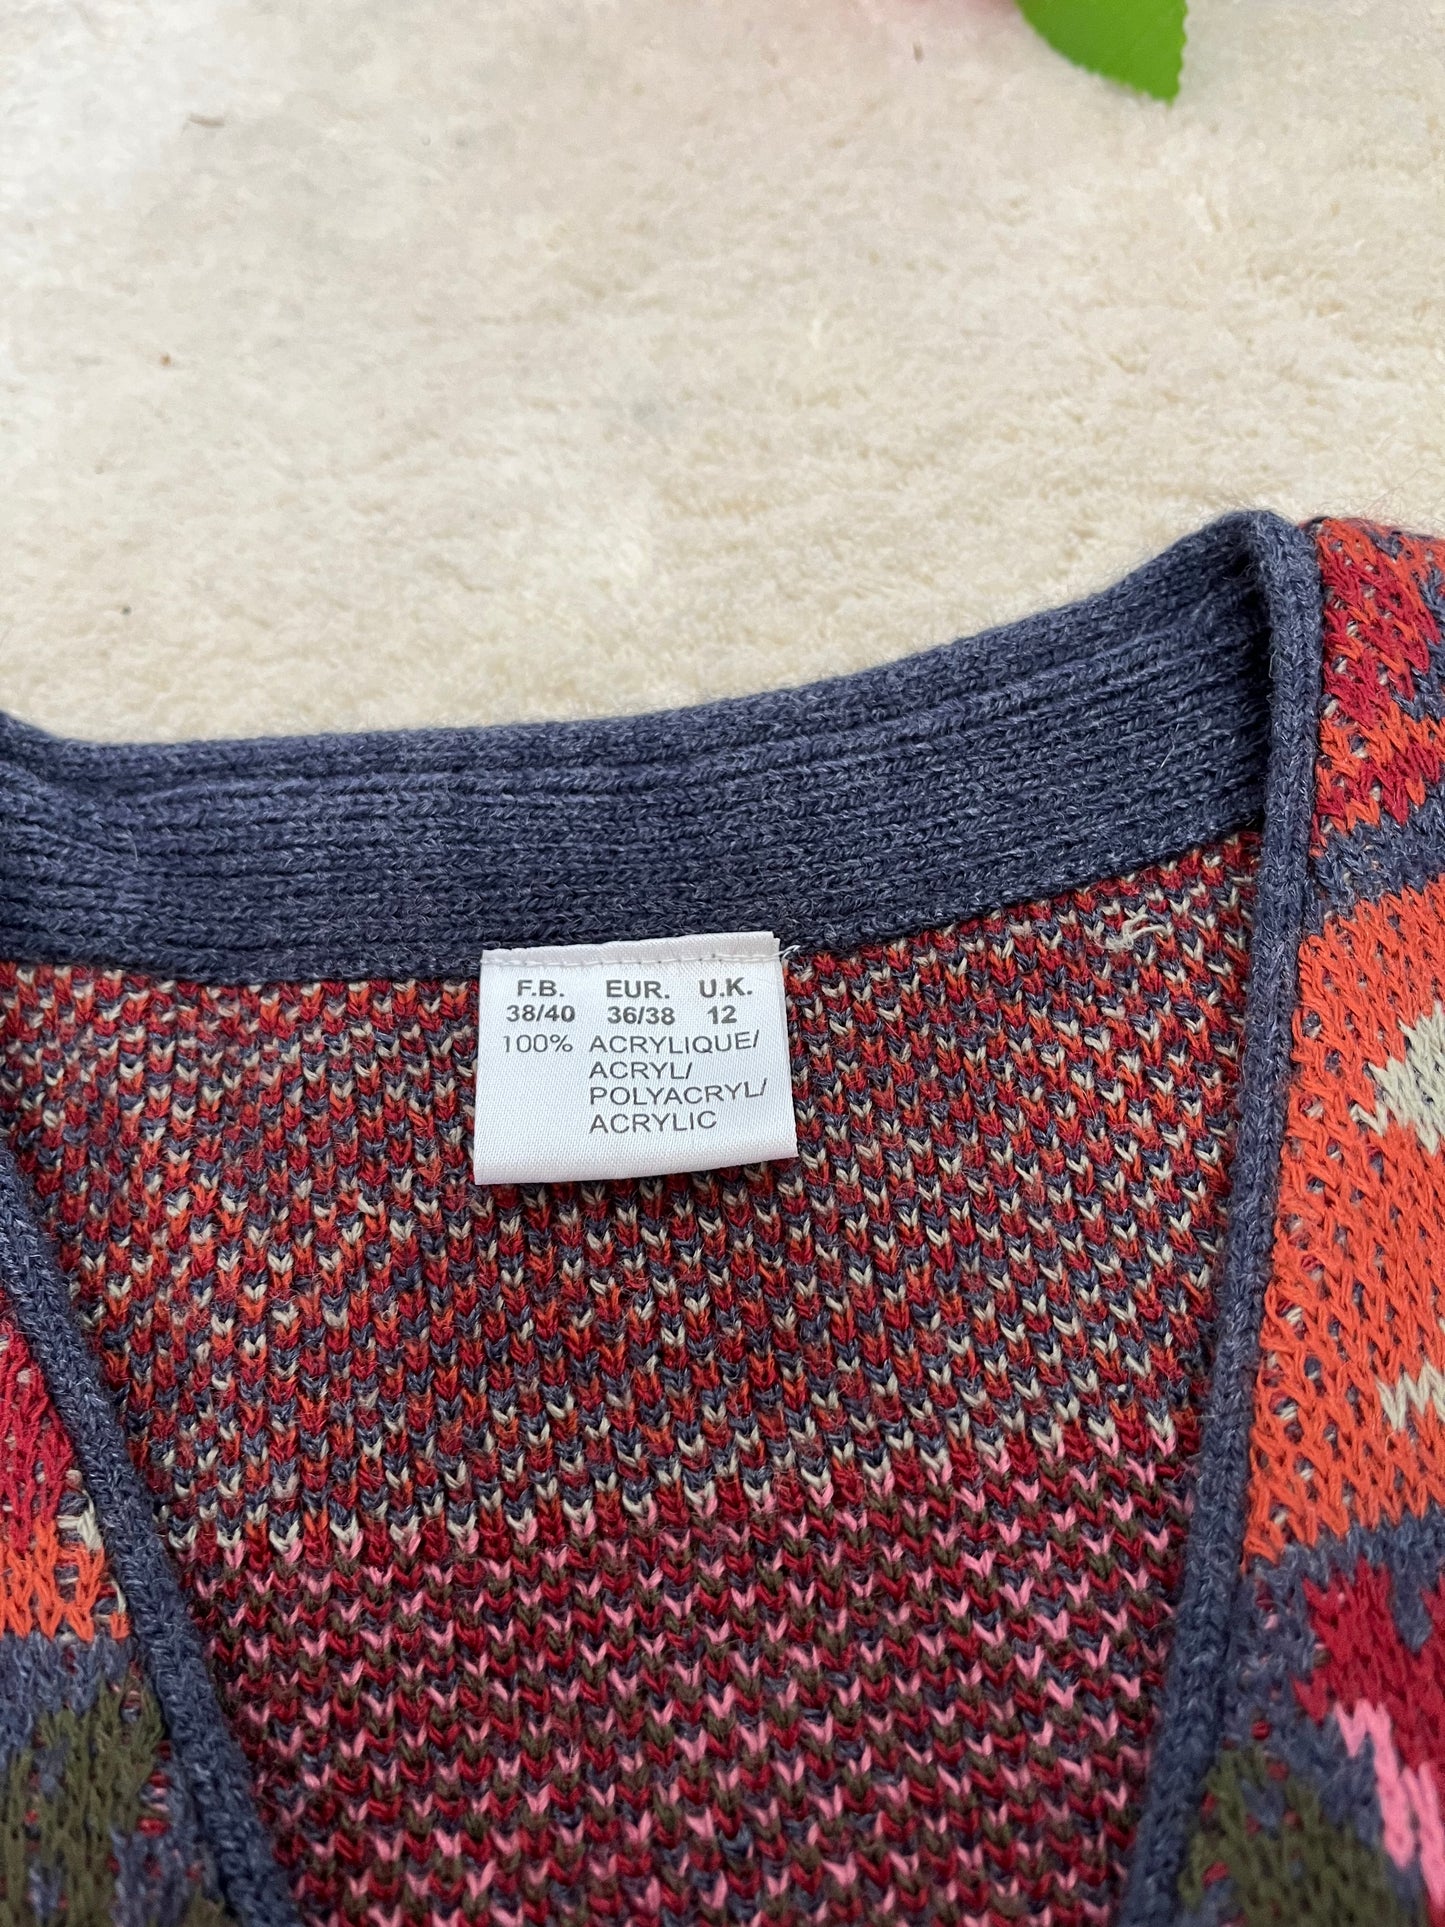 F.B. EUR. U.K.
38/40 36/38 12
100% ACRYLIQUE/
ACRYL/
POLYACRYL/
ACRYLIC